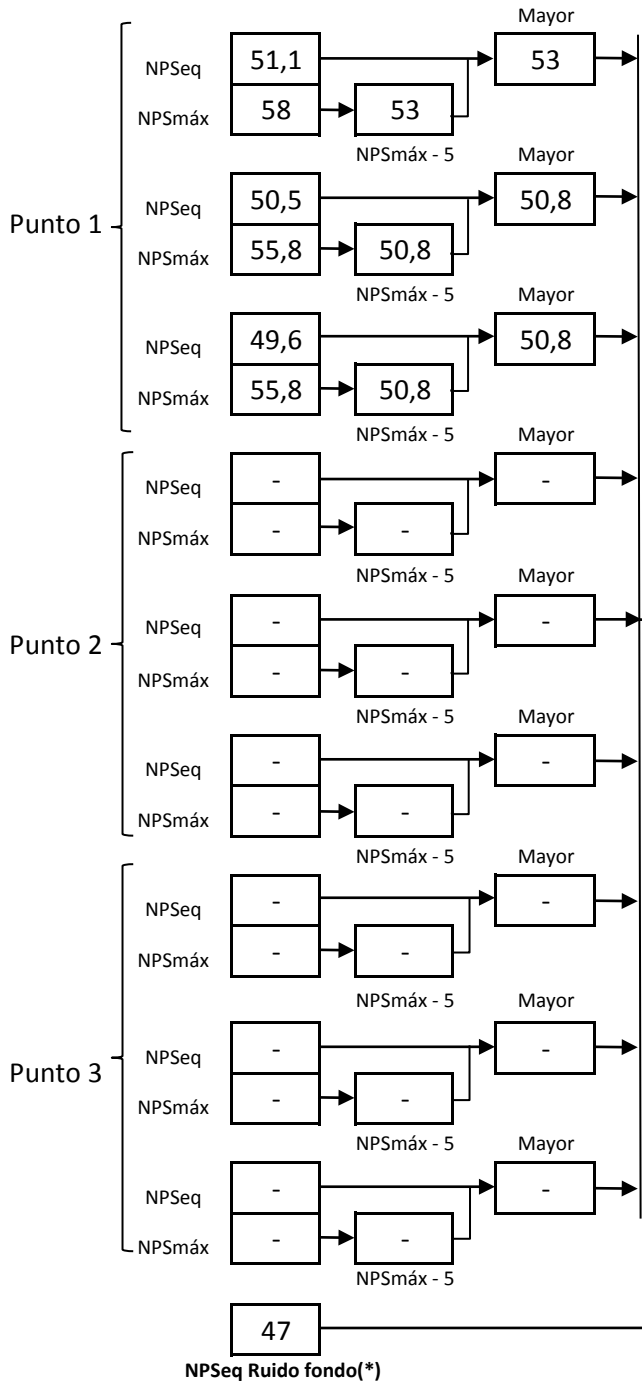 Mayor
NPSeq 51,1 53
NPSmáx 58 53
NPSmáx - 5 Mayor
Punto 1
NPSeq 50,5 50,8
NPSmáx 55,8 50,8
NPSmáx - 5 Mayor
NPSeq 49,6 50,8
NPSmáx 55,8 50,8
NPSmáx - 5 Mayor
NPSeq - -
NPSmáx - -
NPSmáx - 5 Mayor
Punto 2
NPSeq - -
NPSmáx - -
NPSmáx - 5 Mayor
NPSeq - -
NPSmáx - -
NPSmáx - 5 Mayor
NPSeq - -
NPSmáx - -
NPSmáx - 5 Mayor
Punto 3
NPSeq - -
NPSmáx - -
NPSmáx - 5 Mayor
NPSeq - -
NPSmáx - -
NPSmáx - 5
47
NPSeq Ruido fondo(*)